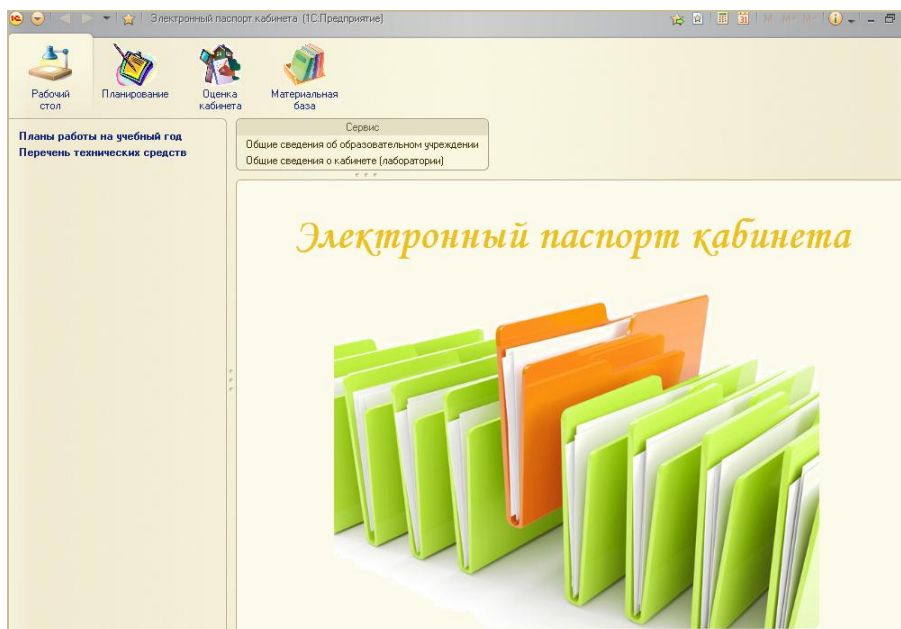 Электронный паспорт кабинета (1С:Предприятие)
31 M M+ M-
Рабочий
стол
Планирование
Оценка
кабинета
Материальная
база
Планы работы на учебный год
Перечень технических средств
Сервис
Общие сведения об образовательном учреждении
Общие сведения о кабинете (лаборатории)
Электронный паспорт кабинета